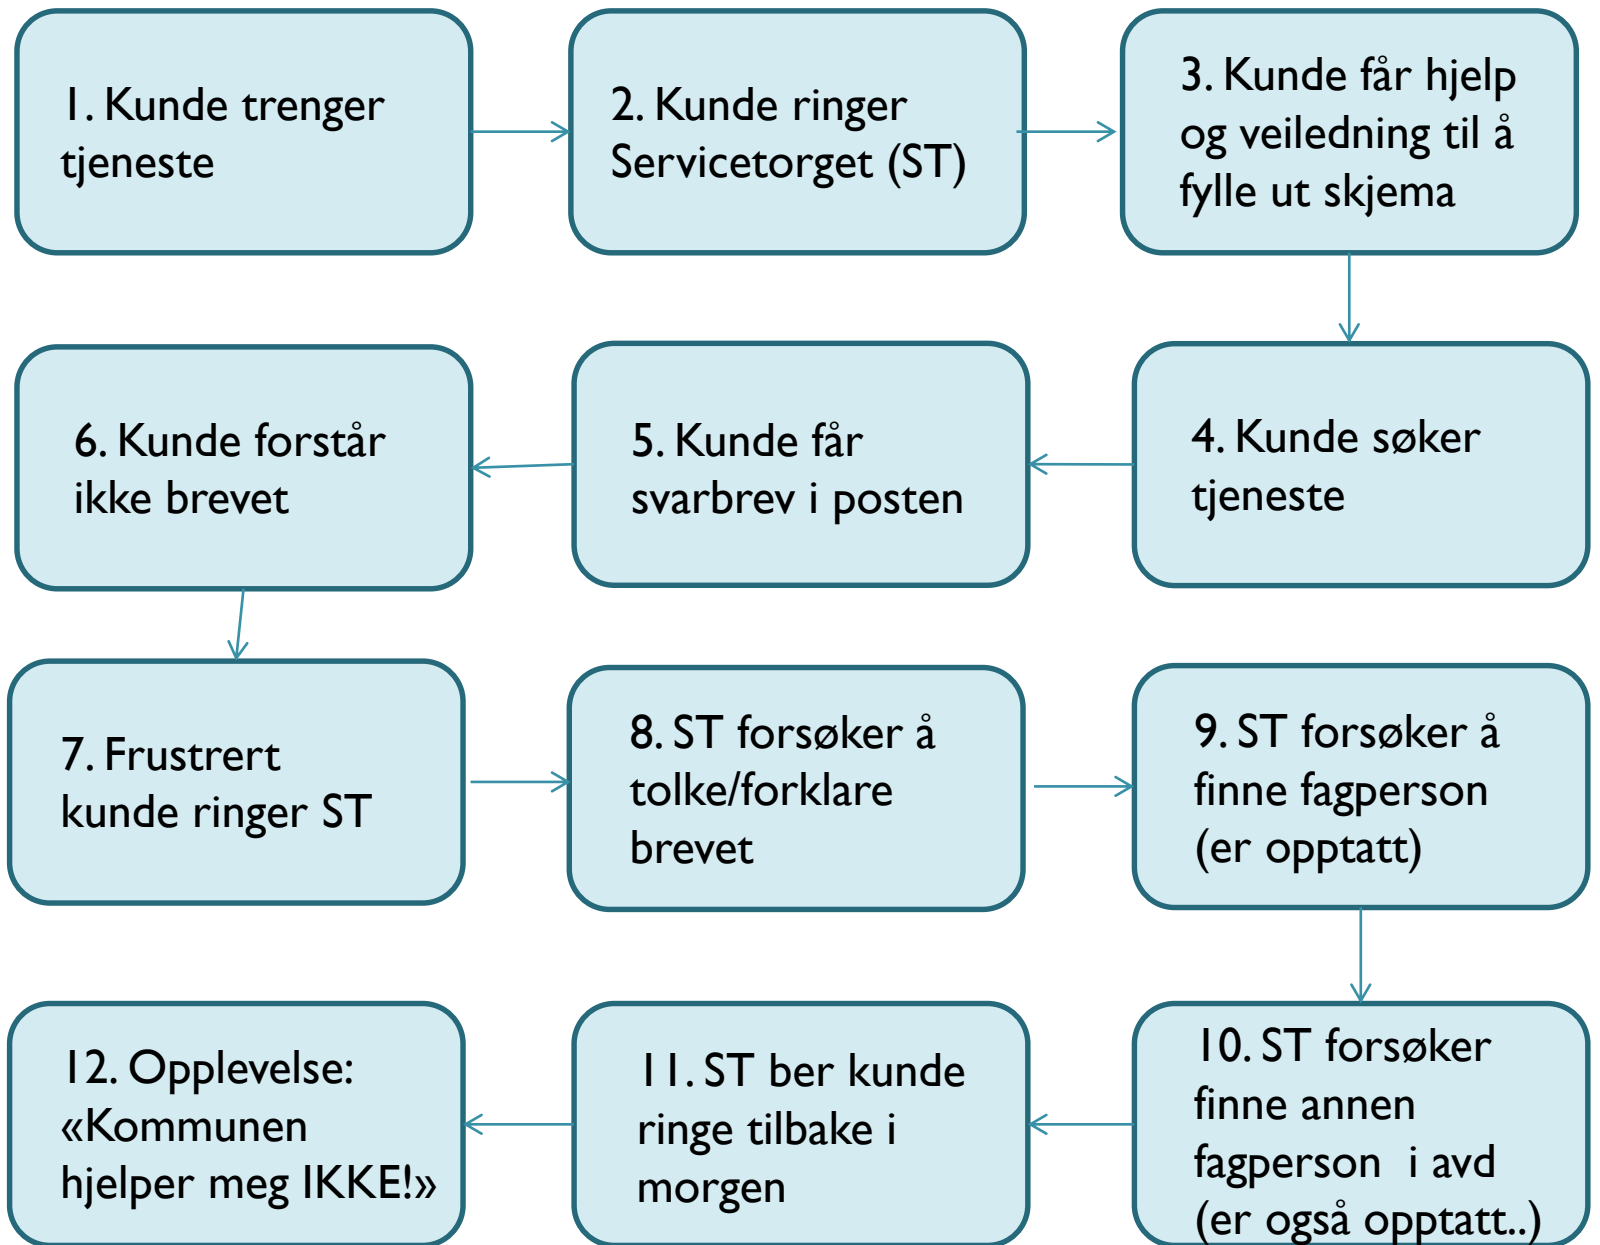 1. Kunde trenger
tjeneste
2. Kunde ringer
Servicetorget (ST)
3. Kunde får hjelp
og veiledning til å
fylle ut skjema
4. Kunde søker
tjeneste
5. Kunde får
svarbrev i posten
6. Kunde forstår
ikke brevet
7. Frustrert
kunde ringer ST
8. ST forsøker å
tolke/forklare
brevet
9. ST forsøker å
finne fagperson
(er opptatt)
10. ST forsøker
finne annen
fagperson  i avd
(er også opptatt..)
11. ST ber kunde
ringe tilbake i
morgen
12. Opplevelse:
«Kommunen
hjelper meg IKKE!»